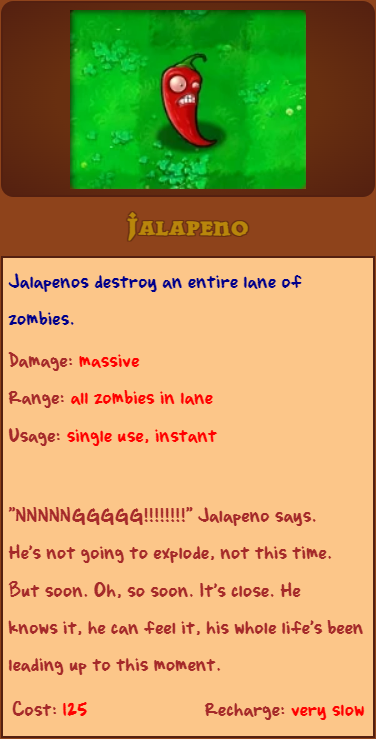 Jalapeno
Jalapenos destroy an entire lane of
zombies.
Damage: massive
Range: all zombies in lane
Usage: single use, instant
"NNNNNGGGGG!!!!!!!!" Jalapeno says.
He's not going to explode, not this time.
But soon. Oh, so soon. It's close. He
knows it, he can feel it, his whole life's been
leading up to this moment.
Cost: 125 Recharge: very slow